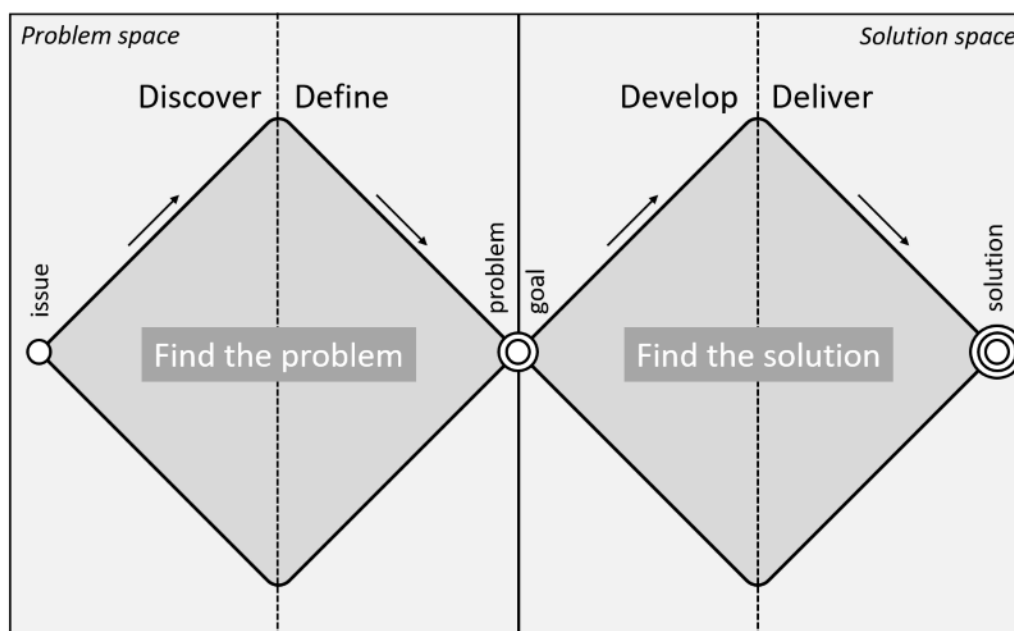 Problem space
Solution space
Discover
Define
Develop
Deliver
issue
problem
goal
solution
Find the problem
Find the solution